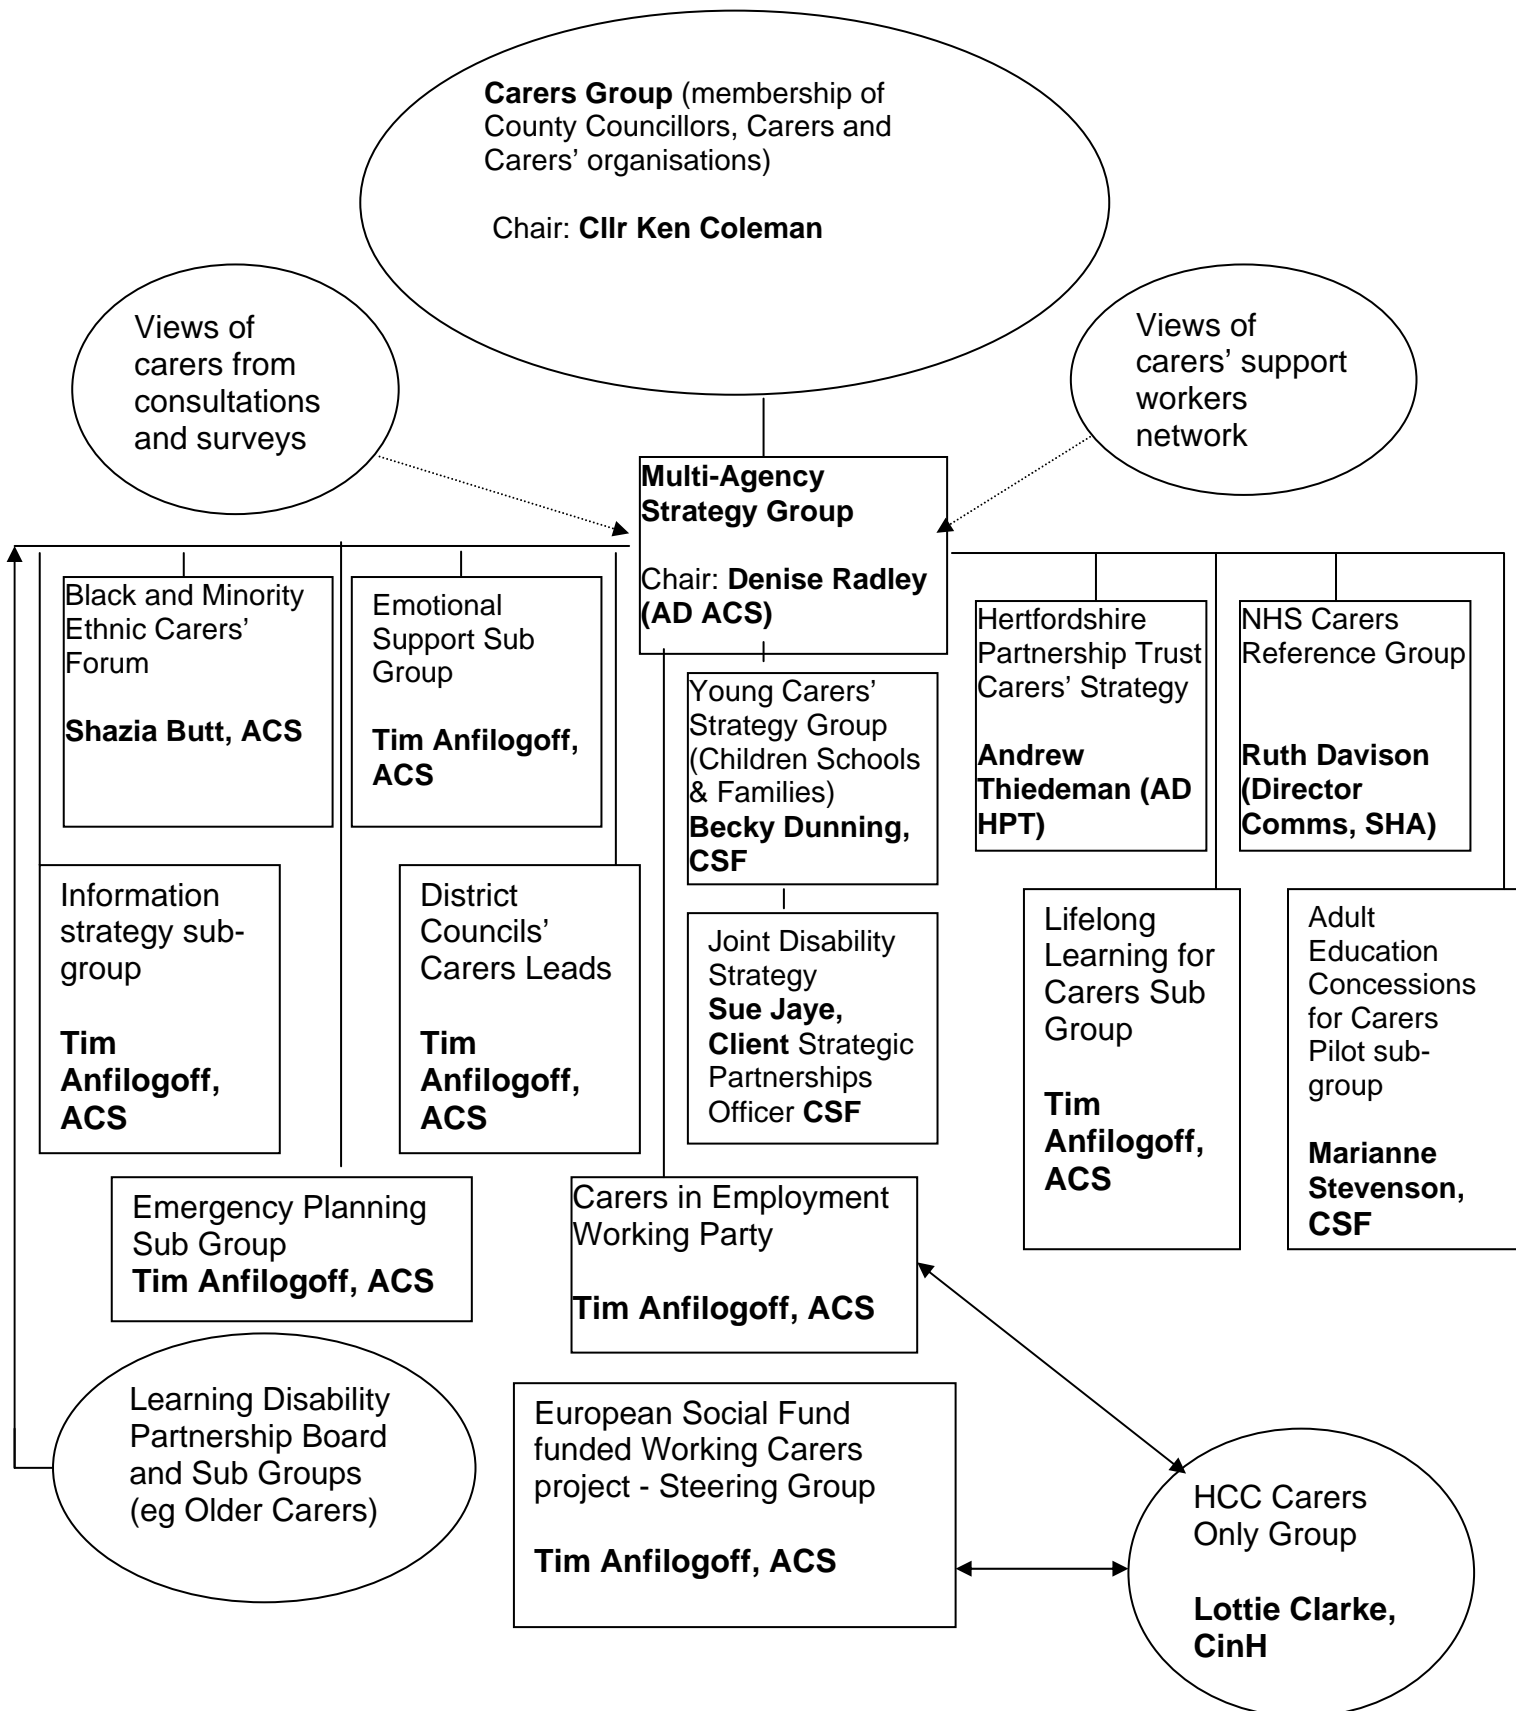 Carers Group (membership of
County Councillors, Carers and
Carers’ organisations)
Chair: Cllr Ken Coleman
Views of
carers from
consultations
and surveys
Views of
carers’ support
workers
network
Multi-Agency
Strategy Group
Chair: Denise Radley
(AD ACS)
Black and Minority
Ethnic Carers’
Forum
Shazia Butt, ACS
Emotional
Support Sub
Group
Tim Anfilogoff,
ACS
Young Carers’
Strategy Group
(Children Schools
& Families)
Becky Dunning,
CSF
Hertfordshire
Partnership Trust
Carers’ Strategy
Andrew
Thiedeman (AD
HPT)
NHS Carers
Reference Group
Ruth Davison
(Director
Comms, SHA)
Information
strategy sub-
group
Tim
Anfilogoff,
ACS
District
Councils’
Carers Leads
Tim
Anfilogoff,
ACS
Joint Disability
Strategy
Sue Jaye,
Client Strategic
Partnerships
Officer CSF
Lifelong
Learning for
Carers Sub
Group
Tim
Anfilogoff,
ACS
Adult
Education
Concessions
for Carers
Pilot sub-
group
Marianne
Stevenson,
CSF
Emergency Planning
Sub Group
Tim Anfilogoff, ACS
Carers in Employment
Working Party
Tim Anfilogoff, ACS
Learning Disability
Partnership Board
and Sub Groups
(eg Older Carers)
European Social Fund
funded Working Carers
project - Steering Group
Tim Anfilogoff, ACS
HCC Carers
Only Group
Lottie Clarke,
CinH